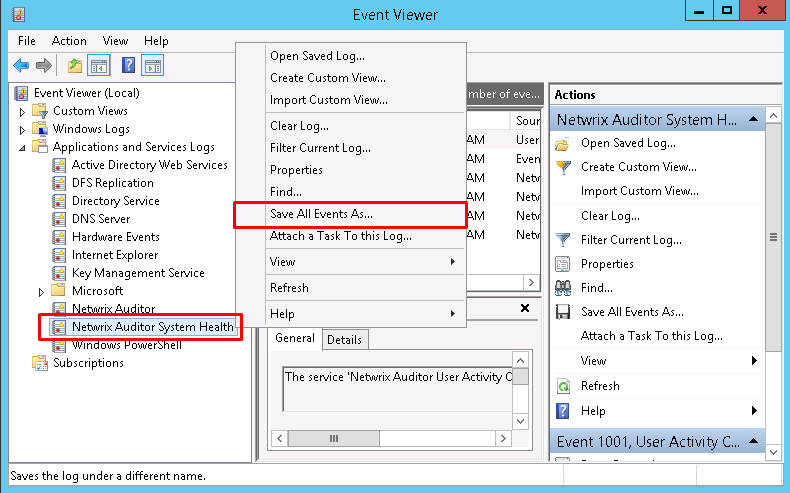 Event Viewer
File Action View Help
Event Viewer (Local)
Custom Views
Windows Logs
Applications and Services Logs
Active Directory Web Services
DFS Replication
Directory Service
DNS Server
Hardware Events
Internet Explorer
Key Management Service
Microsoft
Netwrix Auditor
Netwrix Auditor System Health
Windows PowerShell
Subscriptions
Open Saved Log...
Create Custom View...
Import Custom View...
Clear Log...
Filter Current Log...
Properties
Find...
Save All Events As...
Attach a Task To this Log...
View
Refresh
Help
mber of eve...
Sour
AM User
AM Even
AM Netw
AM Netw
AM Netw
AM Netw
General Details
The service 'Netwrix Auditor User Activity C
Actions
Netwrix Auditor System H...
Open Saved Log...
Create Custom View...
Import Custom View...
Clear Log...
Filter Current Log...
Properties
Find...
Save All Events As...
Attach a Task To this Log...
View
Refresh
Help
Event 1001, User Activity C...
Saves the log under a different name.